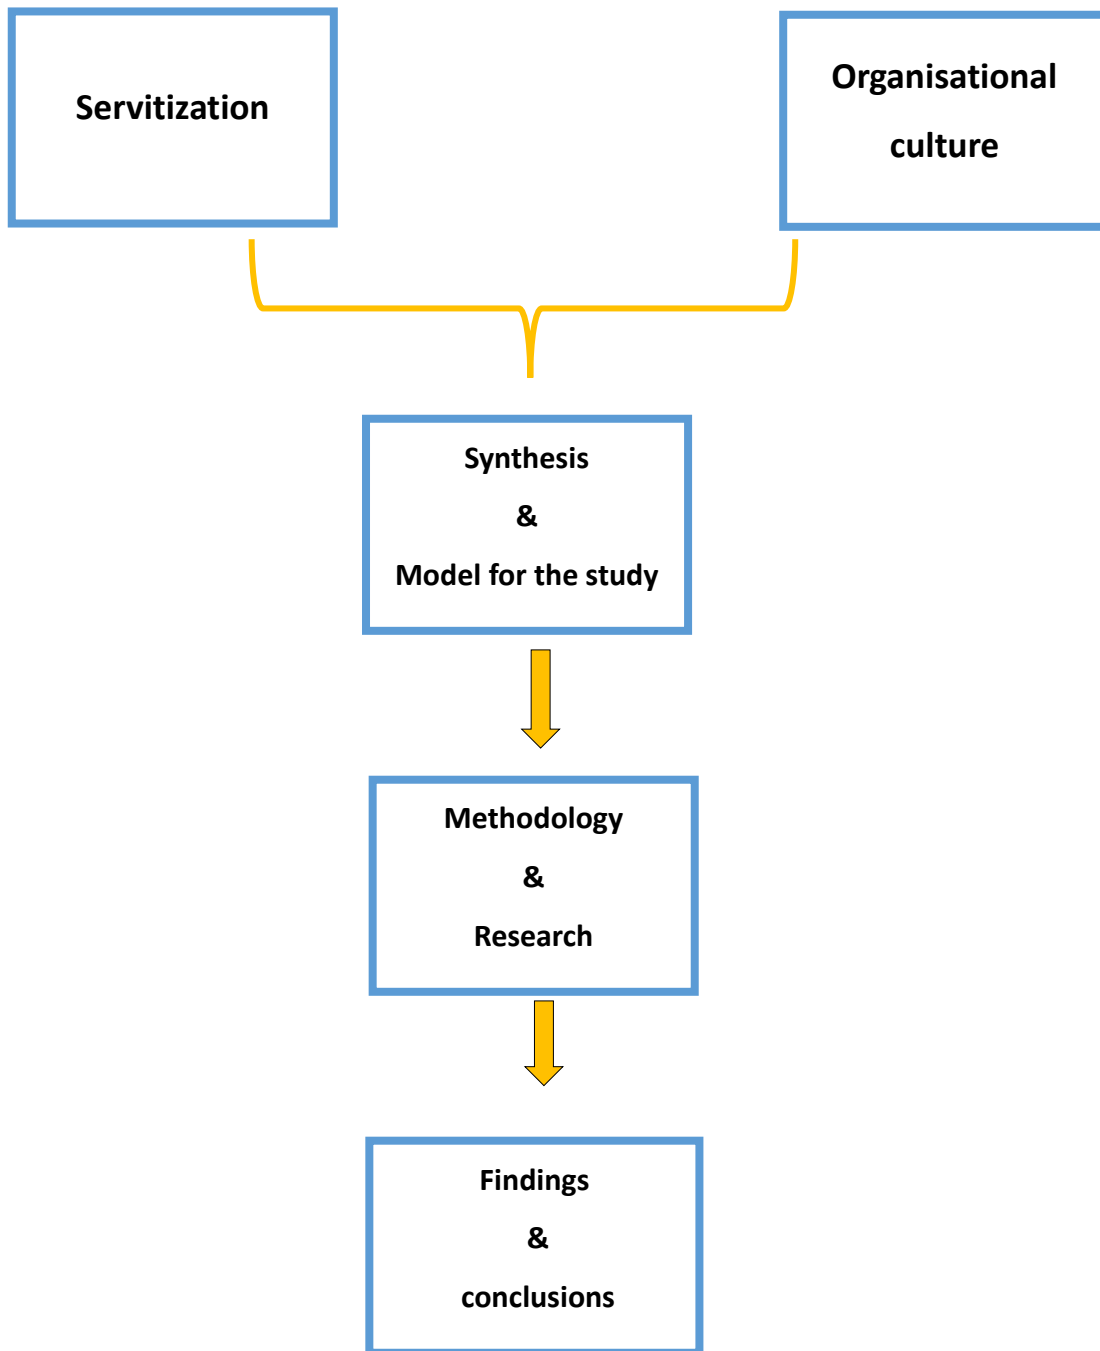 Servitization
Organisational
culture
Synthesis
&
Model for the study
Methodology
&
Research
Findings
&
conclusions